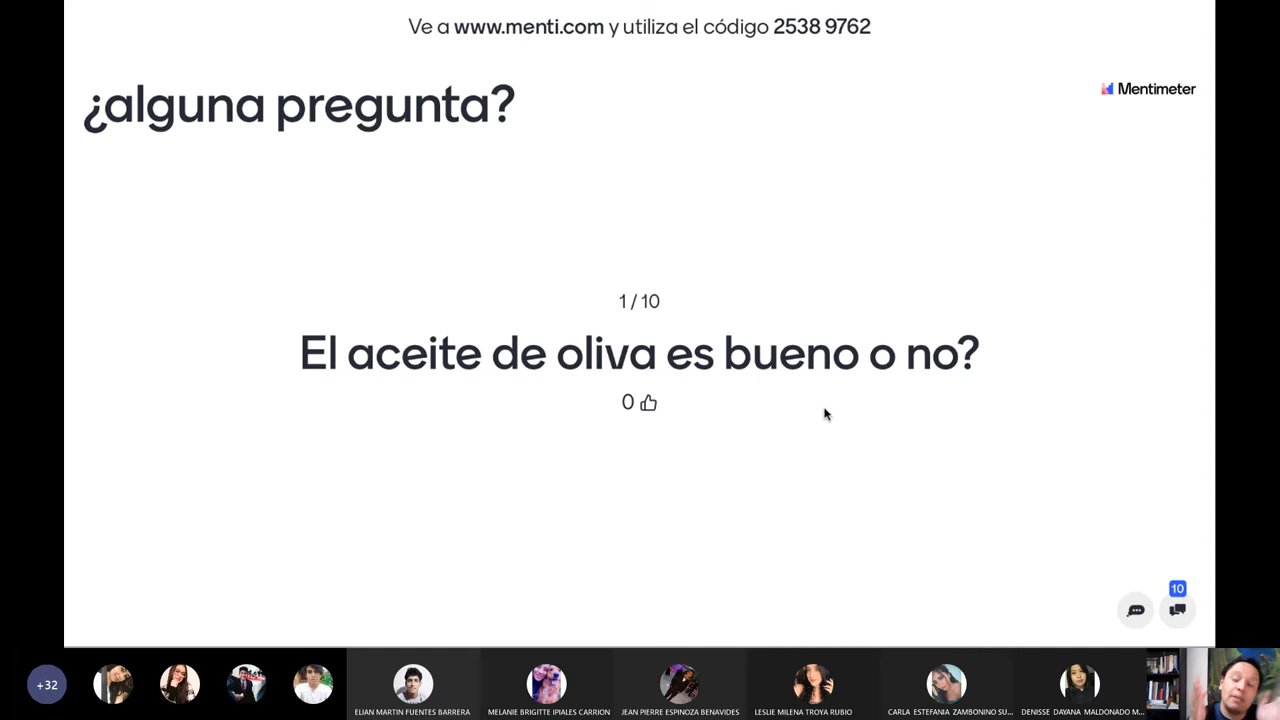 Ve a www.menti.com y utiliza el código 2538 9762
¿alguna pregunta?
Mentimeter
1 / 10
El aceite de oliva es bueno o no?
0
10
+32
ELIAN MARTIN FUENTES BARRERA
MELANIE BRIGITTE IPIALES CARRION
JEAN PIERRE ESPINOZA BENAVIDES
LESLIE MILENA TROYA RUBIO
CARLA ESTEFANIA ZAMBONINO SU...
DENISSE DAYANA MALDONADO M...